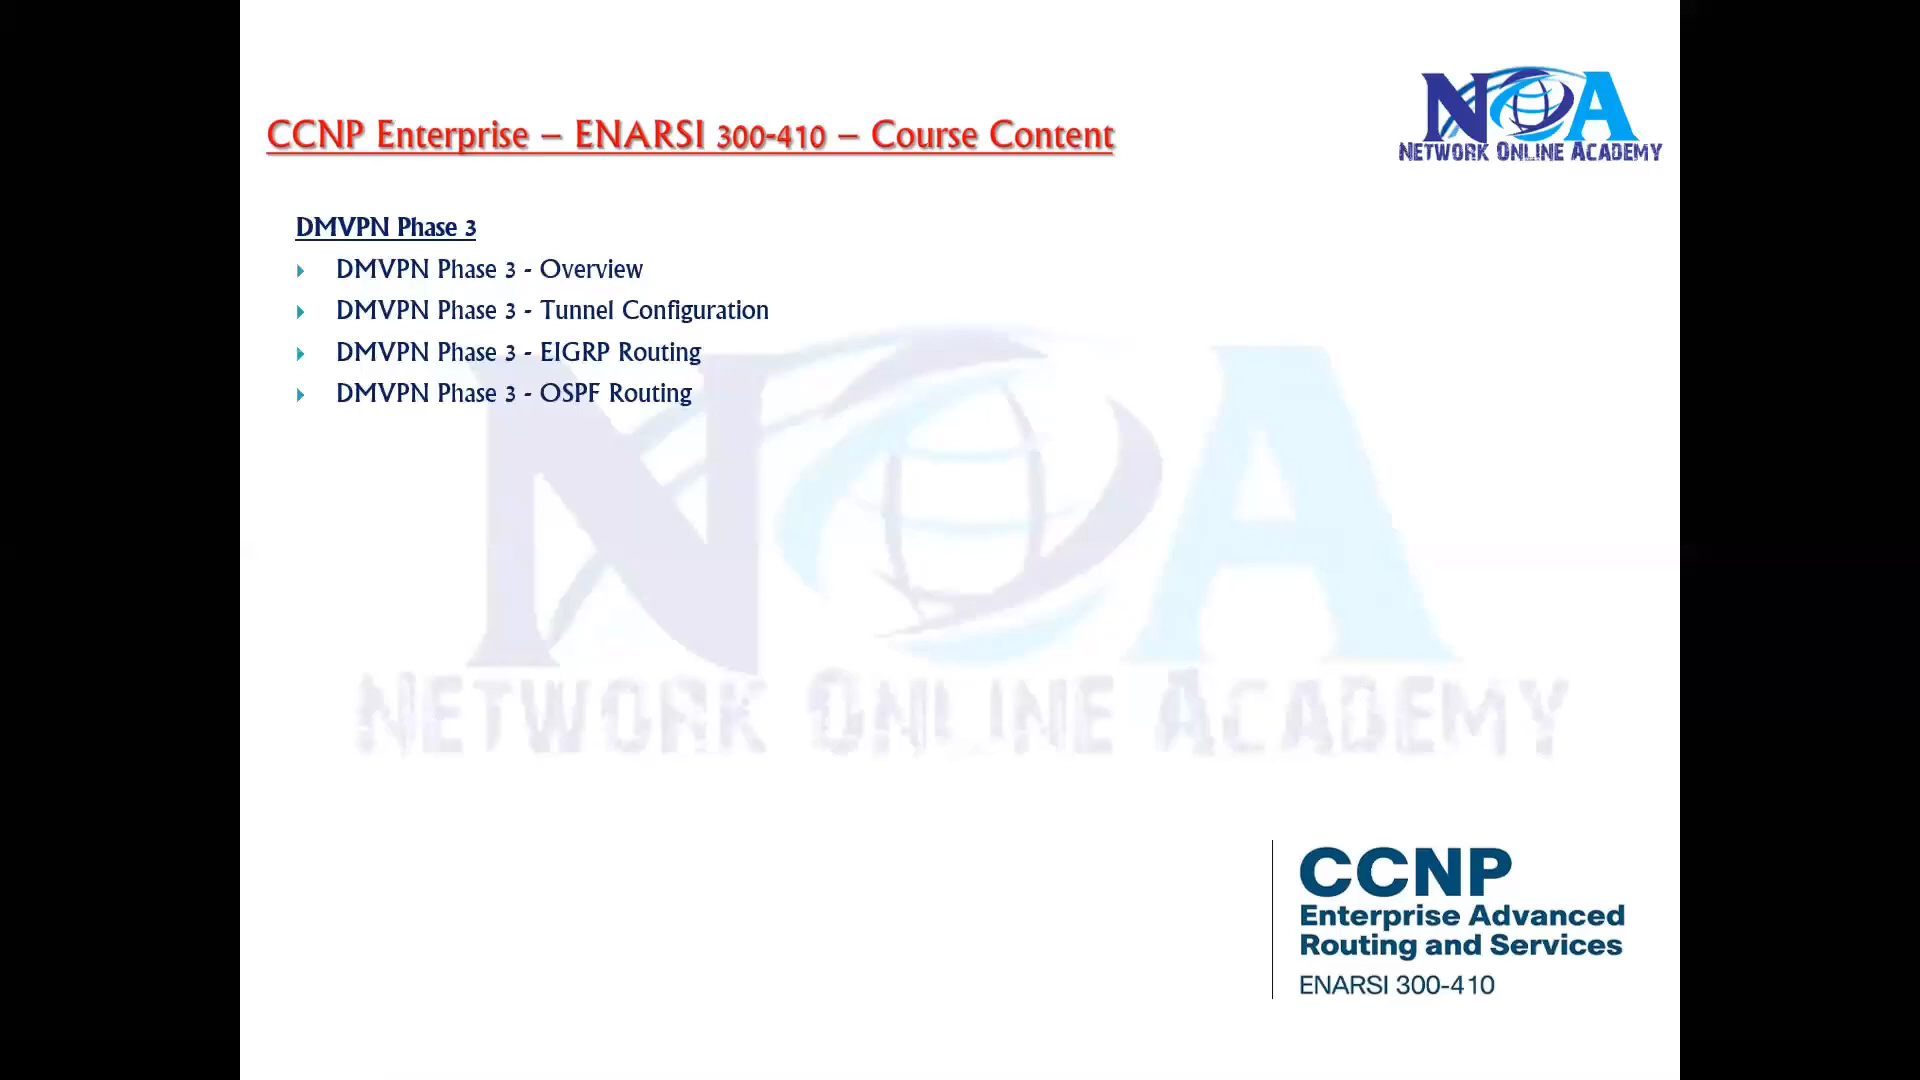 CCNP Enterprise – ENARSI 300-410 – Course Content
NOA
NETWORK ONLINE ACADEMY
DMVPN Phase 3
DMVPN Phase 3 - Overview
DMVPN Phase 3 - Tunnel Configuration
DMVPN Phase 3 - EIGRP Routing
DMVPN Phase 3 - OSPF Routing
NOA
NETWORK ONLINE ACADEMY
CCNP
Enterprise Advanced
Routing and Services
ENARSI 300-410